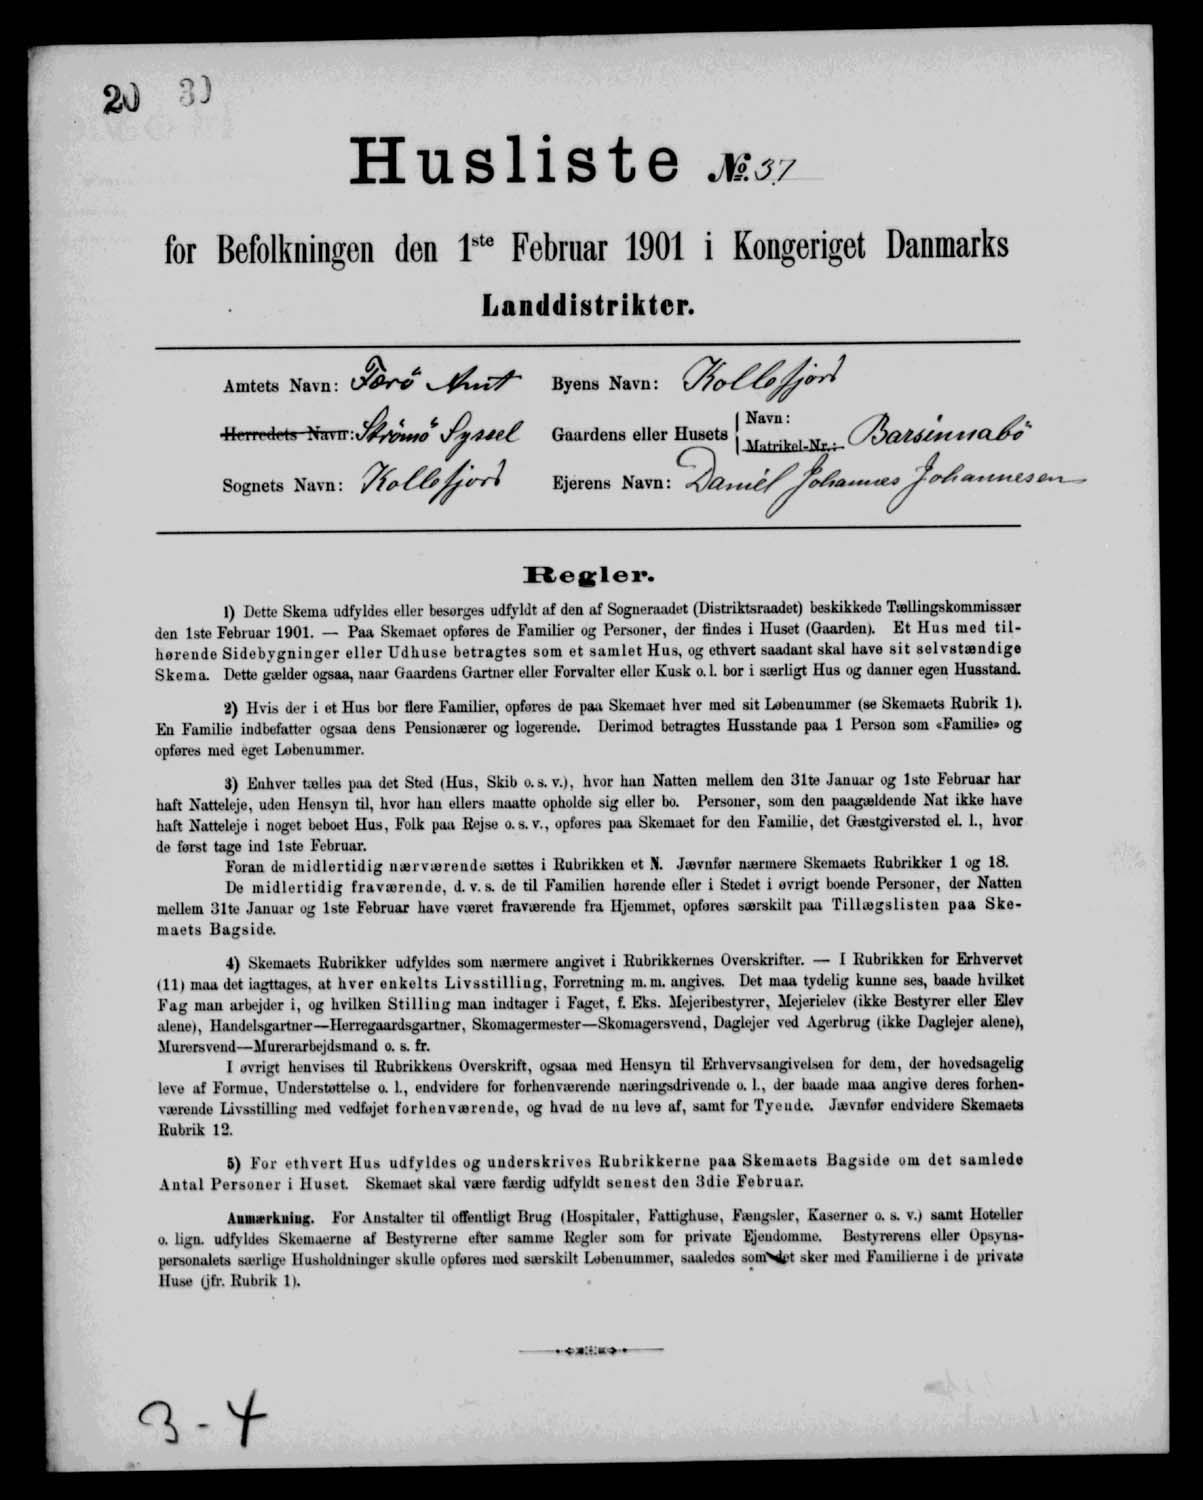 20 30
Husliste № 37
for Befolkningen den 1ste Februar 1901 i Kongeriget Danmarks
Landdistrikter.
Amtets Navn: Færö Amt Byens Navn: Kollefjord
Herredets Navn: Strömö Syssel Gaardens eller Husets Navn: Matrikel-Nr.: Barsinnabö
Sognets Navn: Kollefjord Ejerens Navn: Daniél Johannes Johannesen
Regler.
1) Dette Skema udfyldes eller besørges udfyldt af den af Sogneraadet (Distriktsraadet) beskikkede Tællingskommissær
den 1ste Februar 1901. — Paa Skemaet opføres de Familier og Personer, der findes i Huset (Gaarden). Et Hus med til-
hørende Sidebygninger eller Udhuse betragtes som et samlet Hus, og ethvert saadant skal have sit selvstændige
Skema. Dette gælder ogsaa, naar Gaardens Gartner eller Forvalter eller Kusk o. l. bor i særligt Hus og danner egen Husstand.
2) Hvis der i et Hus bor flere Familier, opføres de paa Skemaet hver med sit Løbenummer (se Skemaets Rubrik 1).
En Familie indbefatter ogsaa dens Pensionærer og logerende. Derimod betragtes Husstande paa 1 Person som «Familie» og
opføres med eget Løbenummer.
3) Enhver tælles paa det Sted (Hus, Skib o. s. v.), hvor han Natten mellem den 31te Januar og 1ste Februar har
haft Natteleje, uden Hensyn til, hvor han ellers maatte opholde sig eller bo. Personer, som den paagældende Nat ikke have
haft Natteleje i noget beboet Hus, Folk paa Rejse o. s. v., opføres paa Skemaet for den Familie, det Gæstgiversted el. l., hvor
de først tage ind 1ste Februar.
Foran de midlertidig nærværende sættes i Rubrikken et N. Jævnfør nærmere Skemaets Rubrikker 1 og 18.
De midlertidig fraværende, d. v. s. de til Familien hørende eller i Stedet i øvrigt boende Personer, der Natten
mellem 31te Januar og 1ste Februar have været fraværende fra Hjemmet, opføres særskilt paa Tillægslisten paa Ske-
maets Bagside.
4) Skemaets Rubrikker udfyldes som nærmere angivet i Rubrikkernes Overskrifter. — I Rubrikken for Erhvervet
(11) maa det iagttages, at hver enkelts Livsstilling, Forretning m. m. angives. Det maa tydelig kunne ses, baade hvilket
Fag man arbejder i, og hvilken Stilling man indtager i Faget, f. Eks. Mejeribestyrer, Mejerielev (ikke Bestyrer eller Elev
alene), Handelsgartner—Herregaardsgartner, Skomagermester—Skomagersvend, Daglejer ved Agerbrug (ikke Daglejer alene),
Murersvend—Murerarbejdsmand o. s. fr.
I øvrigt henvises til Rubrikkens Overskrift, ogsaa med Hensyn til Erhvervsangivelsen for dem, der hovedsagelig
leve af Formue, Understøttelse o. l., endvidere for forhenværende næringsdrivende o. l., der baade maa angive deres forhen-
værende Livsstilling med vedføjet forhenværende, og hvad de nu leve af, samt for Tyende. Jævnfør endvidere Skemaets
Rubrik 12.
5) For ethvert Hus udfyldes og underskrives Rubrikkerne paa Skemaets Bagside om det samlede
Antal Personer i Huset. Skemaet skal være færdig udfyldt senest den 3die Februar.
Anmærkning. For Anstalter til offentligt Brug (Hospitaler, Fattighuse, Fængsler, Kaserner o. s. v.) samt Hoteller
o. lign. udfyldes Skemaerne af Bestyrerne efter samme Regler som for private Ejendomme. Bestyrerens eller Opsyns-
personalets særlige Husholdninger skulle opføres med særskilt Løbenummer, saaledes som det sker med Familierne i de private
Huse (jfr. Rubrik 1).
3 - 4